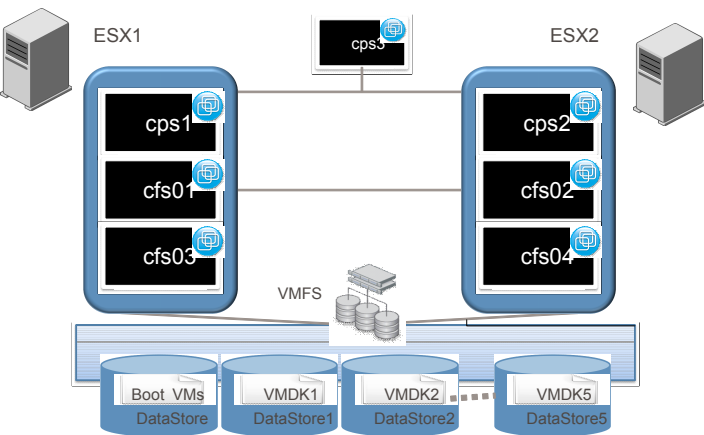 ESX1
cps3
ESX2
cps1
cps2
cfs01
cfs02
cfs03
cfs04
VMFS
Boot VMs
VMDK1
VMDK2
VMDK5
DataStore
DataStore1
DataStore2
DataStore5